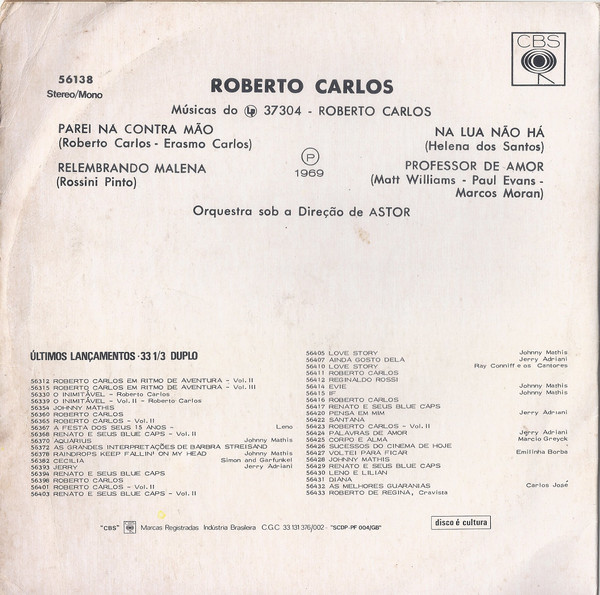 CBS
56138
Stereo/Mono
ROBERTO CARLOS
Músicas do LP 37304 - ROBERTO CARLOS
PAREI NA CONTRA MÃO
(Roberto Carlos - Erasmo Carlos)
RELEMBRANDO MALENA
(Rossini Pinto)
P
1969
NA LUA NÃO HÁ
(Helena dos Santos)
PROFESSOR DE AMOR
(Matt Williams - Paul Evans -
Marcos Moran)
Orquestra sob a Direção de ASTOR
ÚLTIMOS LANÇAMENTOS - 33 1/3 DUPLO
56312 ROBERTO CARLOS EM RITMO DE AVENTURA - Vol. II
56315 ROBERTO CARLOS EM RITMO DE AVENTURA - Vol. III
56330 O INIMITÁVEL - Roberto Carlos
56339 O INIMITÁVEL - Vol. II - Roberto Carlos
56354 JOHNNY MATHIS
56360 ROBERTO CARLOS
56365 ROBERTO CARLOS - Vol. II
56367 A FESTA DOS SEUS 15 ANOS - Leno
56368 RENATO E SEUS BLUE CAPS - Vol. II
56370 AQUARIUS Johnny Mathis
56372 AS GRANDES INTERPRETAÇÕES DE BARBRA STREISAND
56378 RAINDROPS KEEP FALLIN' ON MY HEAD Johnny Mathis
56382 CECILIA Simon and Garfunkel
56393 JERRY Jerry Adriani
56394 RENATO E SEUS BLUE CAPS
56398 ROBERTO CARLOS
56401 ROBERTO CARLOS - Vol. II
56403 RENATO E SEUS BLUE CAPS - Vol. II
56405 LOVE STORY Johnny Mathis
56407 AINDA GOSTO DELA Jerry Adriani
56410 LOVE STORY Ray Conniff e os Cantores
56411 ROBERTO CARLOS
56412 REGINALDO ROSSI
56414 EVIE Johnny Mathis
56415 IF Johnny Mathis
56416 ROBERTO CARLOS
56417 RENATO E SEUS BLUE CAPS
56420 PENSA EM MIM Jerry Adriani
56422 SANTANA
56423 ROBERTO CARLOS - Vol. II
56424 PALAVRAS DE AMOR Jerry Adriani
56425 CORPO E ALMA Marcio Greyck
56426 SUCESSOS DO CINEMA DE HOJE
56427 VOLTEI PARA FICAR Emilinha Borba
56428 JOHNNY MATHIS
56429 RENATO E SEUS BLUE CAPS
56430 LENO E LILIAN
56431 DIANA
56432 AS MELHORES GUARANIAS Carlos José
56433 ROBERTO DE REGINA, Cravista
"CBS" Marcas Registradas Indústria Brasileira C.G.C 33.131.376/002 - "SCDP-PF 004/GB"
disco é cultura